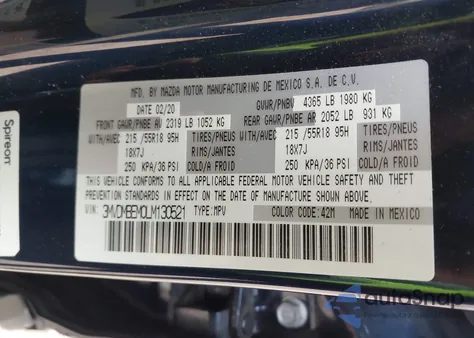 MFD. BY MAZDA MOTOR MANUFACTURING DE MEXICO S.A. DE C.V.
DATE 02/20 GVWR/PNBV 4365 LB 1980 KG
FRONT GAWR/PNBE AV 2319 LB 1052 KG REAR GAWR/PNBE AR 2052 LB 931 KG
WITH/AVEC 215 /55R18 95H TIRES/PNEUS WITH/AVEC 215 /55R18 95H TIRES/PNEUS
18X7J RIMS/JANTES 18X7J RIMS/JANTES
250 KPA/36 PSI COLD/A FROID 250 KPA/36 PSI COLD/A FROID
THIS VEHICLE CONFORMS TO ALL APPLICABLE FEDERAL MOTOR VEHICLE SAFETY AND THEFT
PREVENTION STANDARDS IN EFFECT ON THE DATE OF MANUFACTURE SHOWN ABOVE.
VIN: 3MVDMBEM0LM130521 TYPE: MPV COLOR CODE: 42M MADE IN MEXICO
Spireon
autoSnap